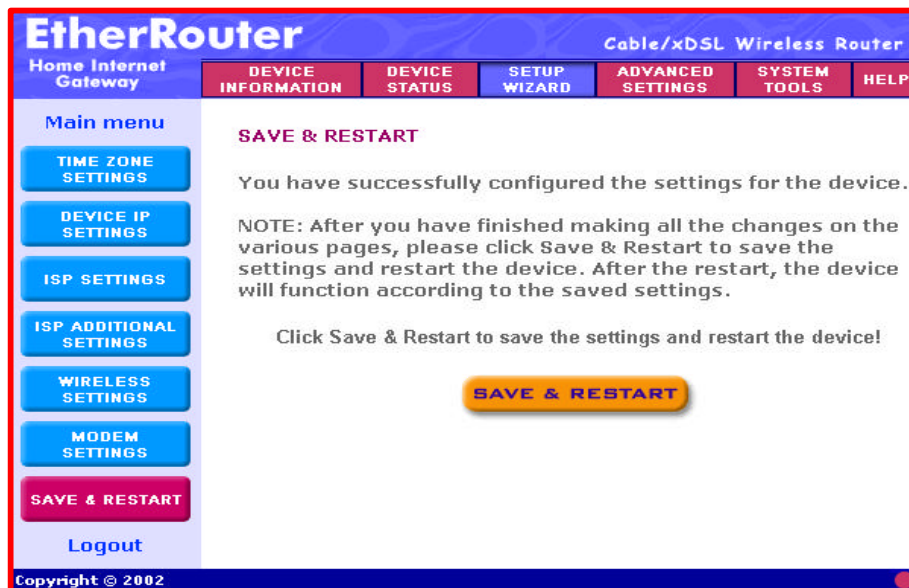 EtherRouter
Cable/xDSL Wireless Router
Home Internet
Gateway
DEVICE
INFORMATION
DEVICE
STATUS
SETUP
WIZARD
ADVANCED
SETTINGS
SYSTEM
TOOLS
HELP
Main menu
TIME ZONE
SETTINGS
DEVICE IP
SETTINGS
ISP SETTINGS
ISP ADDITIONAL
SETTINGS
WIRELESS
SETTINGS
MODEM
SETTINGS
SAVE & RESTART
Logout
SAVE & RESTART
You have successfully configured the settings for the device.
NOTE: After you have finished making all the changes on the
various pages, please click Save & Restart to save the
settings and restart the device. After the restart, the device
will function according to the saved settings.
Click Save & Restart to save the settings and restart the device!
SAVE & RESTART
Copyright © 2002